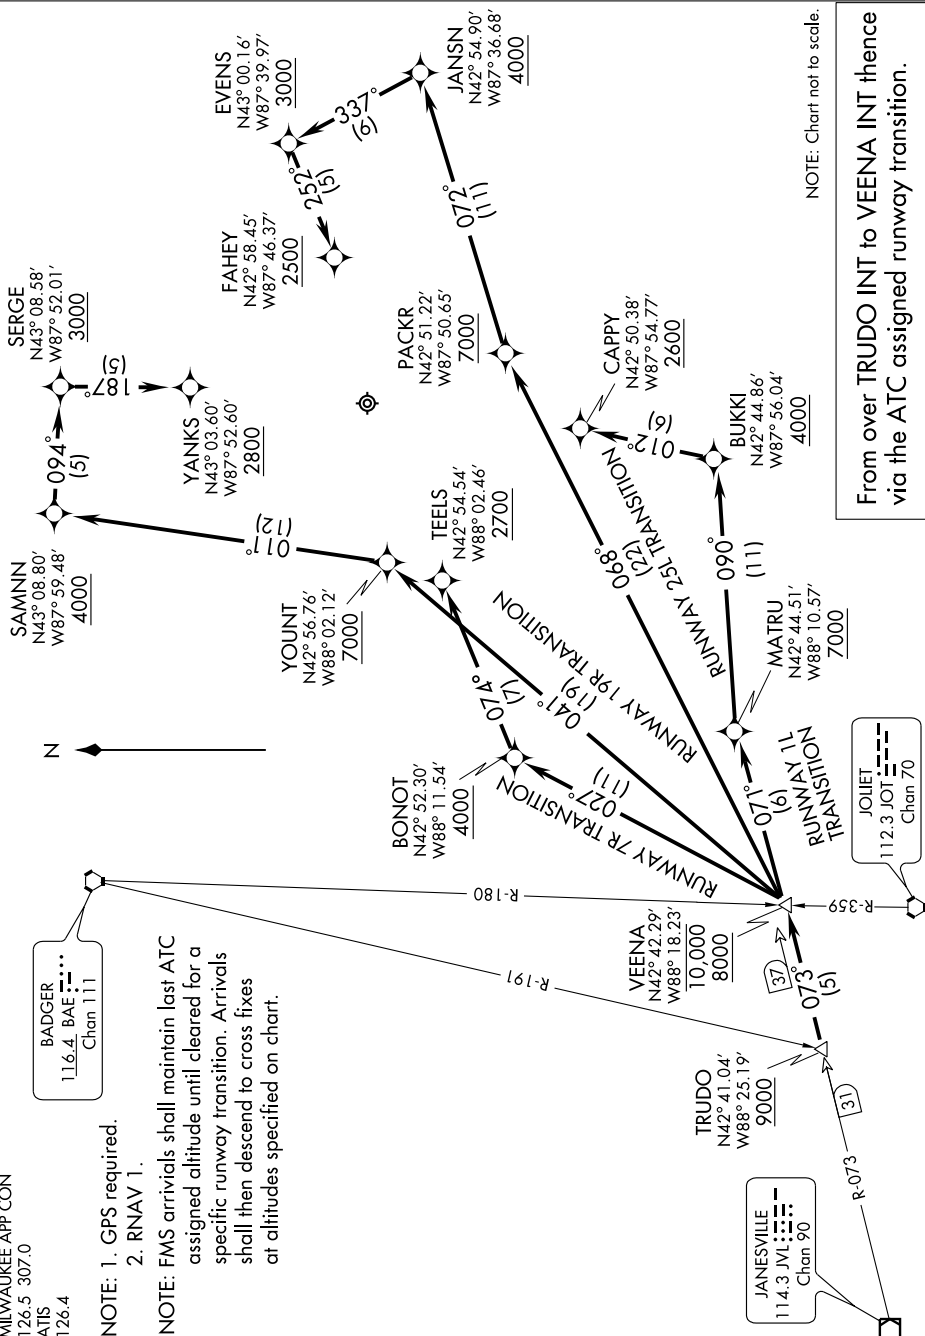 MILWAUKEE APP CON
126.5 307.0
ATIS
126.4
NOTE: 1. GPS required.
2. RNAV 1.
NOTE: FMS arrivials shall maintain last ATC
assigned altitude until cleared for a
specific runway transition. Arrivals
shall then descend to cross fixes
at altitudes specified on chart.
BADGER
116.4 BAE
Chan 111
R-180
R-191
N
JANESVILLE
114.3 JVL
Chan 90
R-073
31
TRUDO
N42° 41.04′
W88° 25.19′
9000
073°
(5)
37
VEENA
N42° 42.29′
W88° 18.23′
10,000
8000
R-359
JOLIET
112.3 JOT
Chan 70
RUNWAY 7R TRANSITION
027°
(11)
BONOT
N42° 52.30′
W88° 11.54′
4000
074°
(7)
TEELS
N42° 54.54′
W88° 02.46′
2700
RUNWAY 19R TRANSITION
041°
(19)
YOUNT
N42° 56.76′
W88° 02.12′
7000
011°
(12)
SAMNN
N43° 08.80′
W87° 59.48′
4000
094°
(5)
SERGE
N43° 08.58′
W87° 52.01′
3000
187°
(5)
YANKS
N43° 03.60′
W87° 52.60′
2800
RUNWAY 25L TRANSITION
068°
(22)
PACKR
N42° 51.22′
W87° 50.65′
7000
072°
(11)
JANSN
N42° 54.90′
W87° 36.68′
4000
337°
(6)
EVENS
N43° 00.16′
W87° 39.97′
3000
252°
(5)
FAHEY
N42° 58.45′
W87° 46.37′
2500
RUNWAY 1L
TRANSITION
071°
(6)
MATRU
N42° 44.51′
W88° 10.57′
7000
090°
(11)
BUKKI
N42° 44.86′
W87° 56.04′
4000
012°
(6)
CAPPY
N42° 50.38′
W87° 54.77′
2600
NOTE: Chart not to scale.
From over TRUDO INT to VEENA INT thence
via the ATC assigned runway transition.